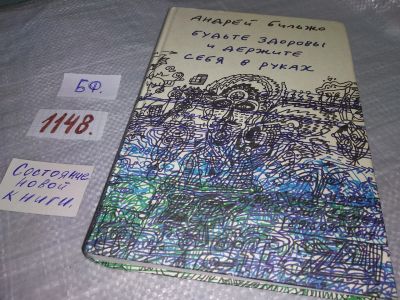 АНДРЕЙ БИЛЬЖО
БУДЬТЕ ЗДОРОВЫ
И ДЕРЖИТЕ
СЕБЯ В РУКАХ
БФ.
1148.
Состояние
новой
книги.